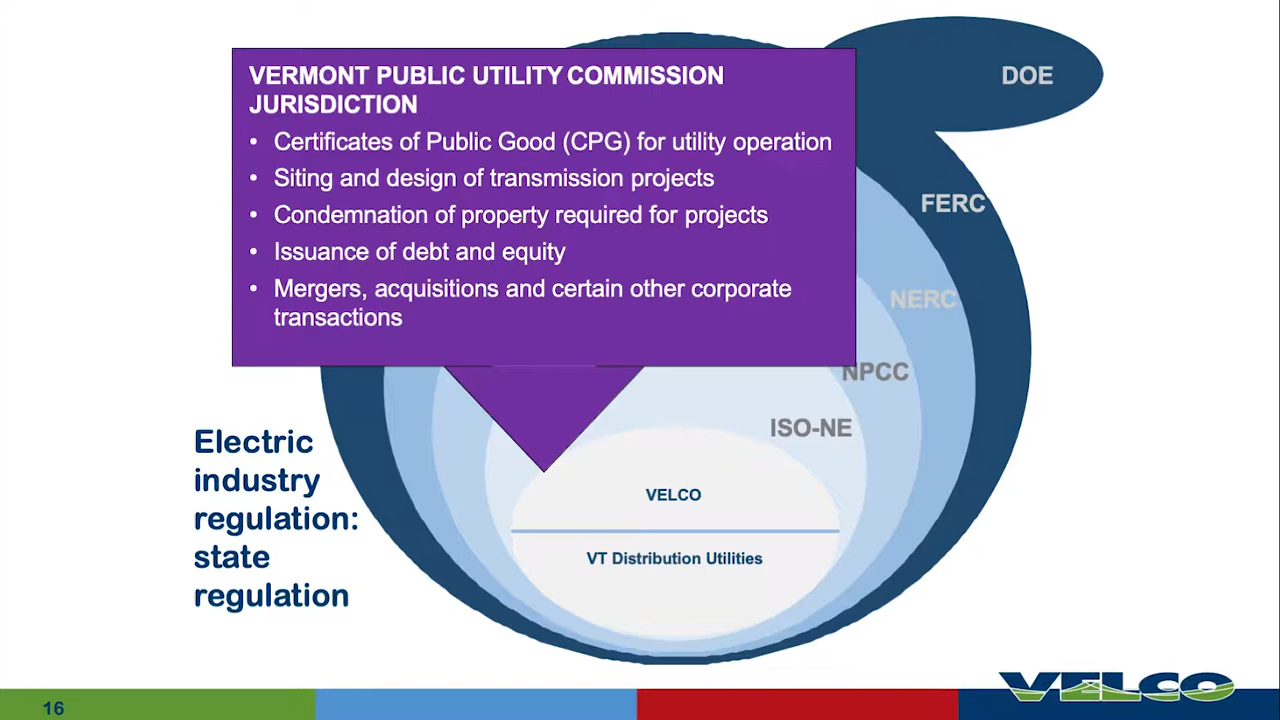 VERMONT PUBLIC UTILITY COMMISSION
JURISDICTION
• Certificates of Public Good (CPG) for utility operation
• Siting and design of transmission projects
• Condemnation of property required for projects
• Issuance of debt and equity
• Mergers, acquisitions and certain other corporate
transactions
DOE
FERC
NERC
NPCC
ISO-NE
VELCO
VT Distribution Utilities
Electric
industry
regulation:
state
regulation
16
VELCO